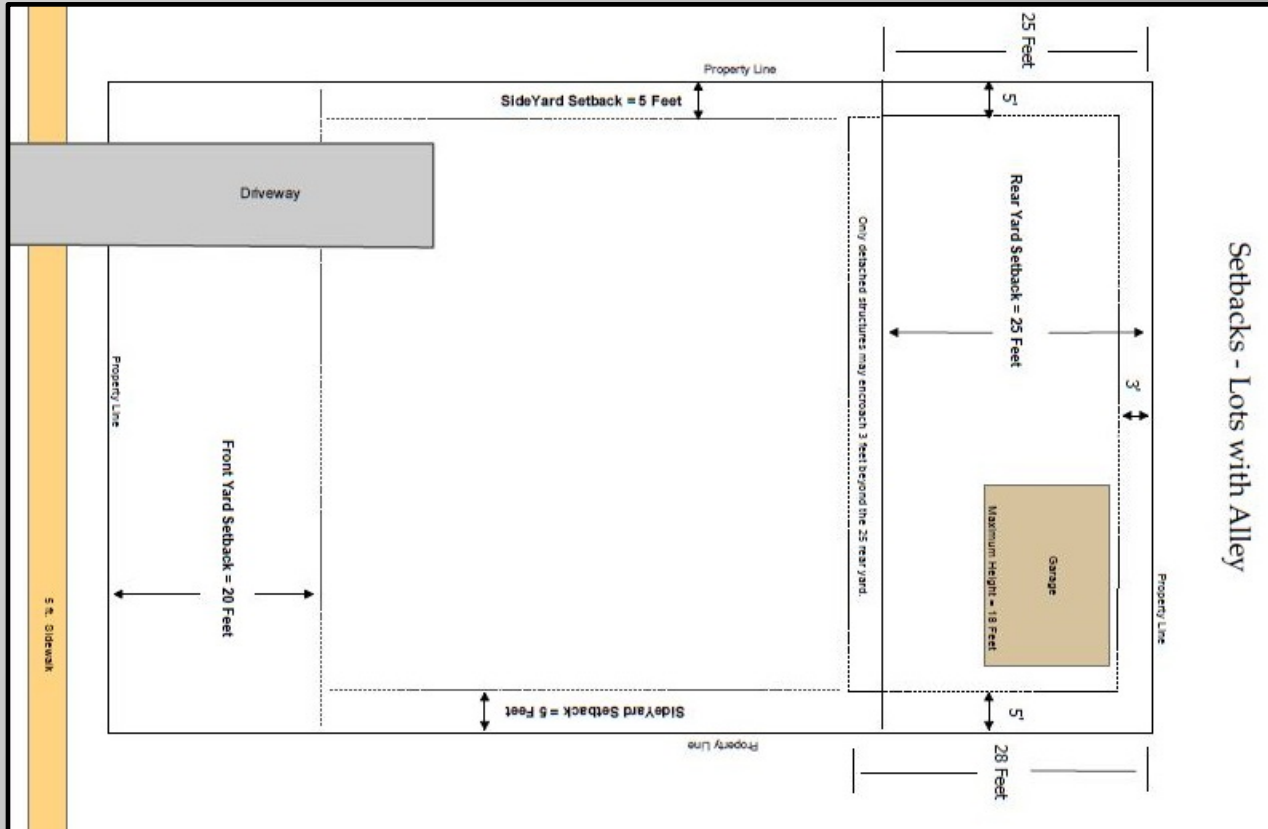 Setbacks - Lots with Alley
25 Feet
Property Line
SideYard Setback = 5 Feet
5'
Driveway
Rear Yard Setback = 25 Feet
Only detached structures may encroach 3 feet beyond the 25 rear yard.
3'
Property Line
Front Yard Setback = 20 Feet
Garage
Maximum Height = 18 Feet
Property Line
5 ft. Sidewalk
SideYard Setback = 5 Feet
5'
Property Line
28 Feet